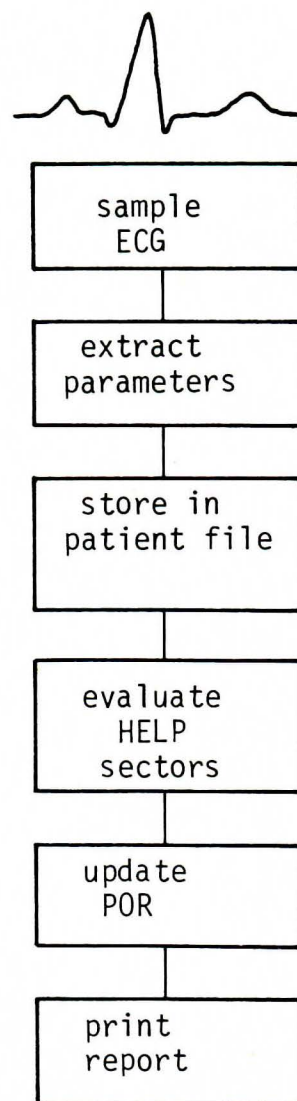 sample
ECG
extract
parameters
store in
patient file
evaluate
HELP
sectors
update
POR
print
report